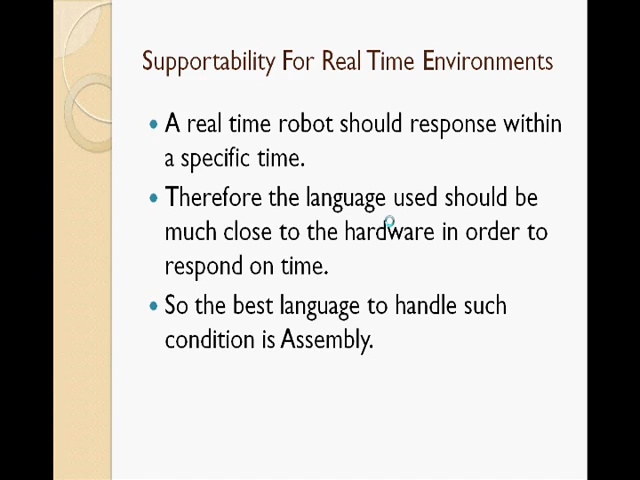 Supportability For Real Time Environments
A real time robot should response within
a specific time.
Therefore the language used should be
much close to the hardware in order to
respond on time.
So the best language to handle such
condition is Assembly.